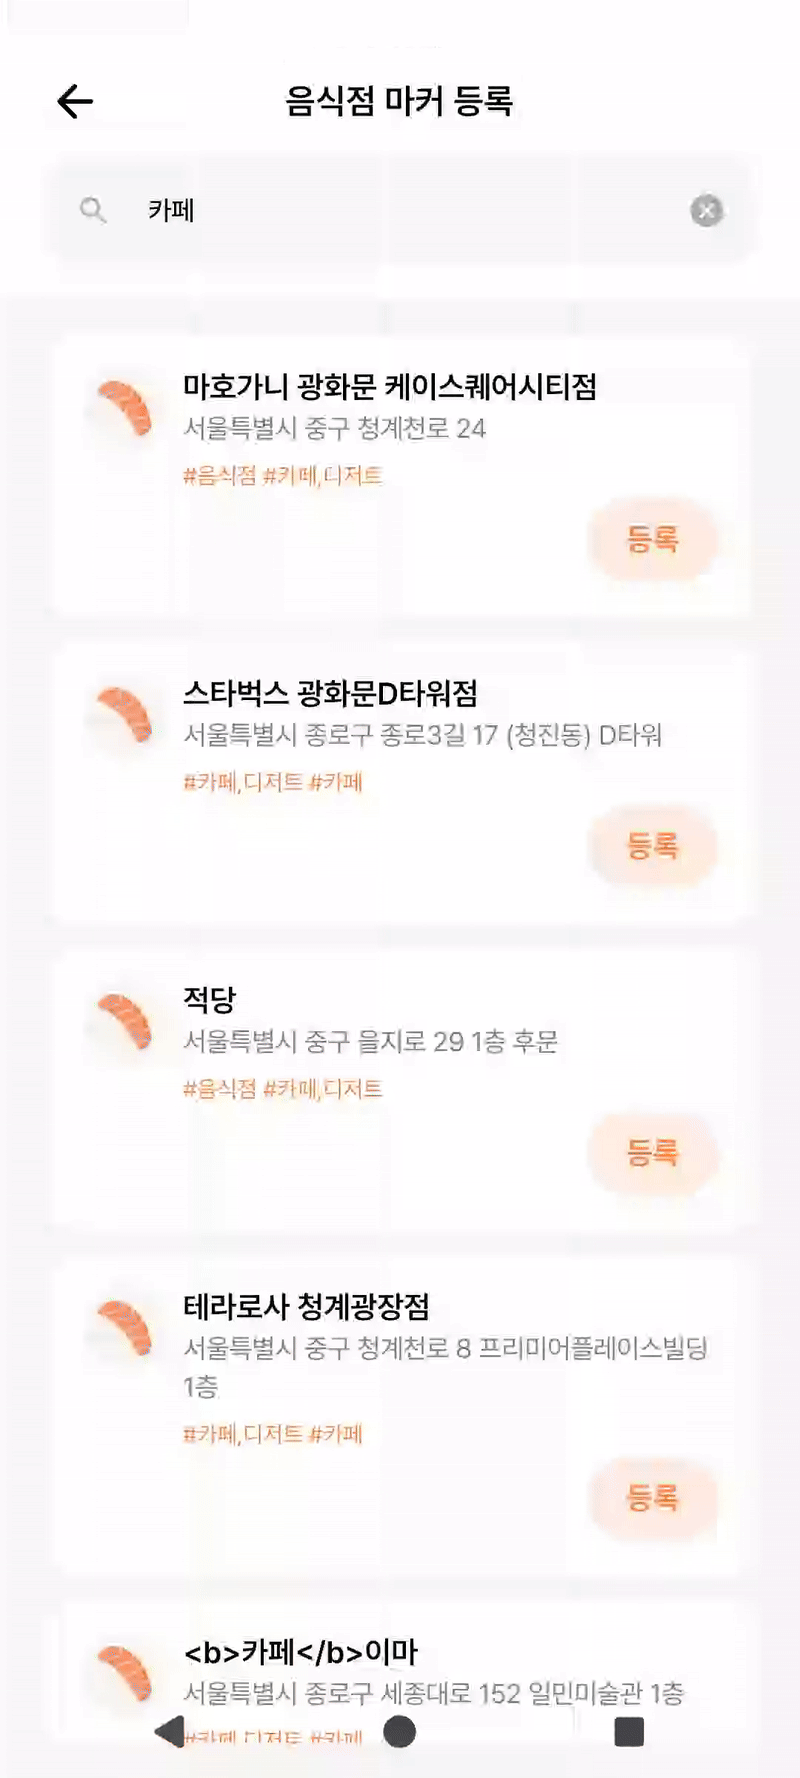 음식점 마커 등록
카페
마호가니 광화문 케이스퀘어시티점
서울특별시 중구 청계천로 24
#음식점 #카페,디저트
등록
스타벅스 광화문D타워점
서울특별시 종로구 종로3길 17 (청진동) D타워
#카페,디저트 #카페
등록
적당
서울특별시 중구 을지로 29 1층 후문
#음식점 #카페,디저트
등록
테라로사 청계광장점
서울특별시 중구 청계천로 8 프리미어플레이스빌딩
1층
#카페,디저트 #카페
등록
<b>카페</b>이마
서울특별시 종로구 세종대로 152 일민미술관 1층
#카페,디저트 #카페